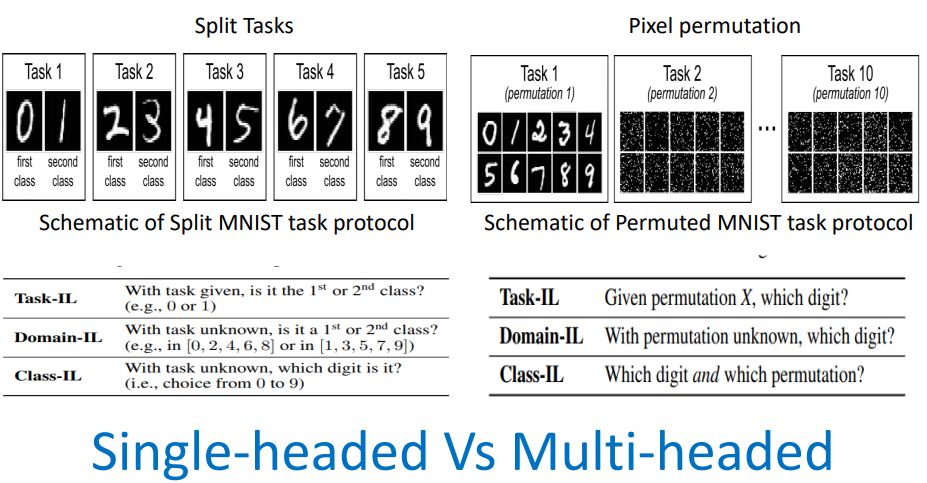 Split Tasks
Task 1
Task 2
Task 3
Task 4
Task 5
0 1
2 3
4 5
6 7
8 9
first class
second class
first class
second class
first class
second class
first class
second class
first class
second class
Schematic of Split MNIST task protocol
Task-IL With task given, is it the 1st or 2nd class?
(e.g., 0 or 1)
Domain-IL With task unknown, is it a 1st or 2nd class?
(e.g., in [0, 2, 4, 6, 8] or in [1, 3, 5, 7, 9])
Class-IL With task unknown, which digit is it?
(i.e., choice from 0 to 9)
Pixel permutation
Task 1
(permutation 1)
0 1 2 3 4
5 6 7 8 9
Task 2
(permutation 2)
...
Task 10
(permutation 10)
Schematic of Permuted MNIST task protocol
Task-IL Given permutation X, which digit?
Domain-IL With permutation unknown, which digit?
Class-IL Which digit and which permutation?
Single-headed Vs Multi-headed